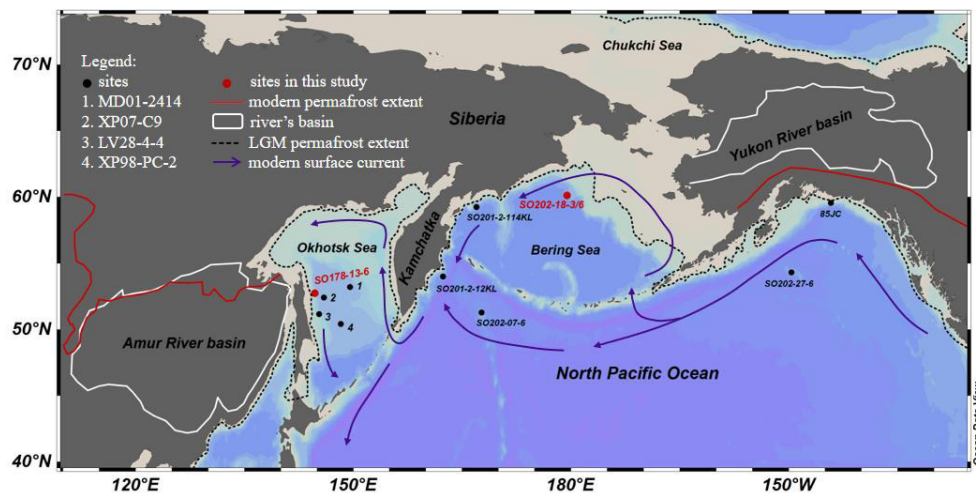 Chukchi Sea
70°N
Legend:
sites
sites in this study
1. MD01-2414
modern permafrost extent
2. XP07-C9
river's basin
3. LV28-4-4
LGM permafrost extent
4. XP98-PC-2
modern surface current
Siberia
Yukon River basin
60°N
SO202-18-3/6
SO201-2-114KL
85JC
Okhotsk Sea
Kamchatka
Bering Sea
SO178-13-6
SO201-2-12KL
SO202-27-6
1
2
3
4
SO202-07-6
50°N
Amur River basin
North Pacific Ocean
40°N
120°E
150°E
180°E
150°W
Ocean Data View